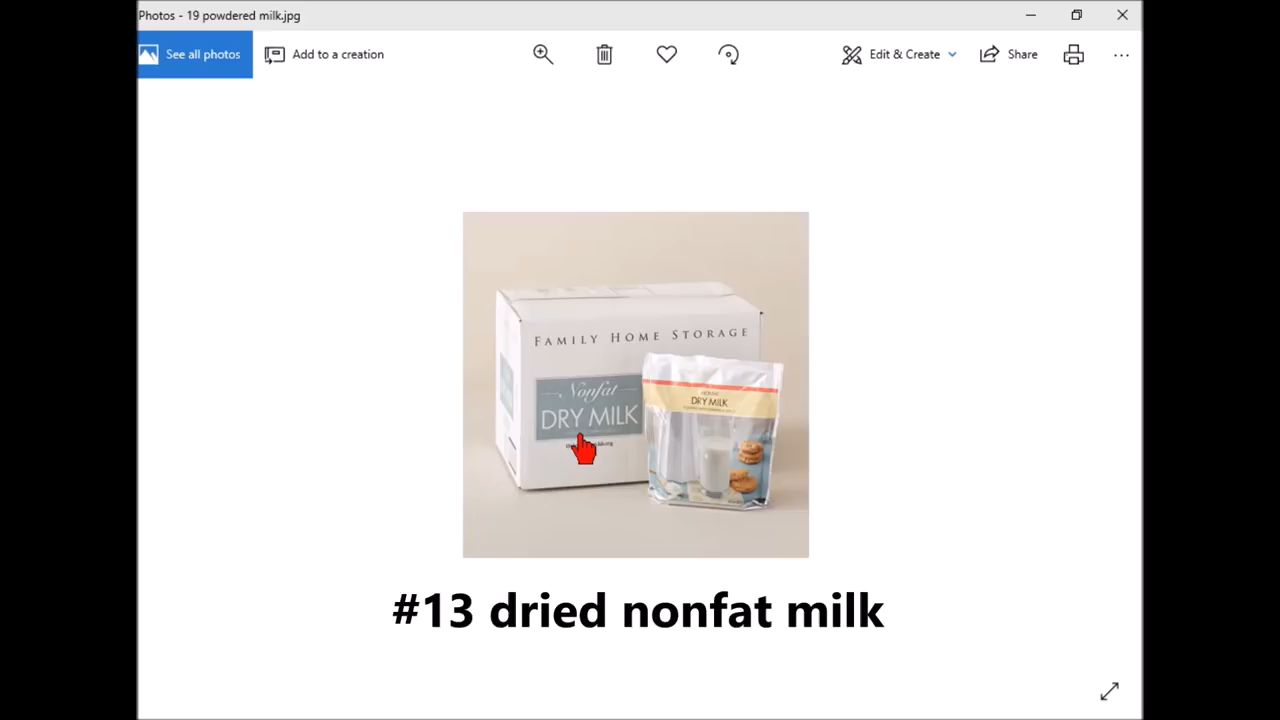 Photos - 19 powdered milk.jpg
See all photos
Add to a creation
Edit & Create
Share
FAMILY HOME STORAGE
Nonfat
DRY MILK
NONFAT
DRY MILK
#13 dried nonfat milk